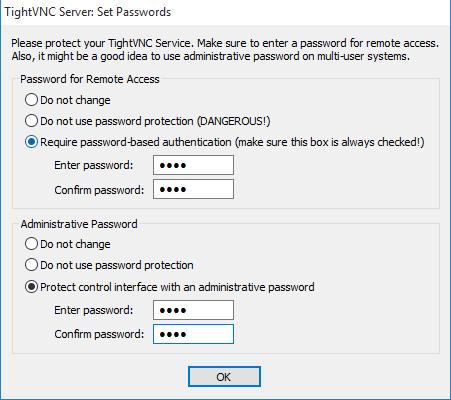 TightVNC Server: Set Passwords
Please protect your TightVNC Service. Make sure to enter a password for remote access.
Also, it might be a good idea to use administrative password on multi-user systems.
Password for Remote Access
Do not change
Do not use password protection (DANGEROUS!)
Require password-based authentication (make sure this box is always checked!)
Enter password: ●●●●
Confirm password: ●●●●
Administrative Password
Do not change
Do not use password protection
Protect control interface with an administrative password
Enter password: ●●●●
Confirm password: ●●●●
OK